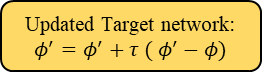 Updated Target network:
𝜙′ = 𝜙′ + 𝜏 ( 𝜙′ − 𝜙)